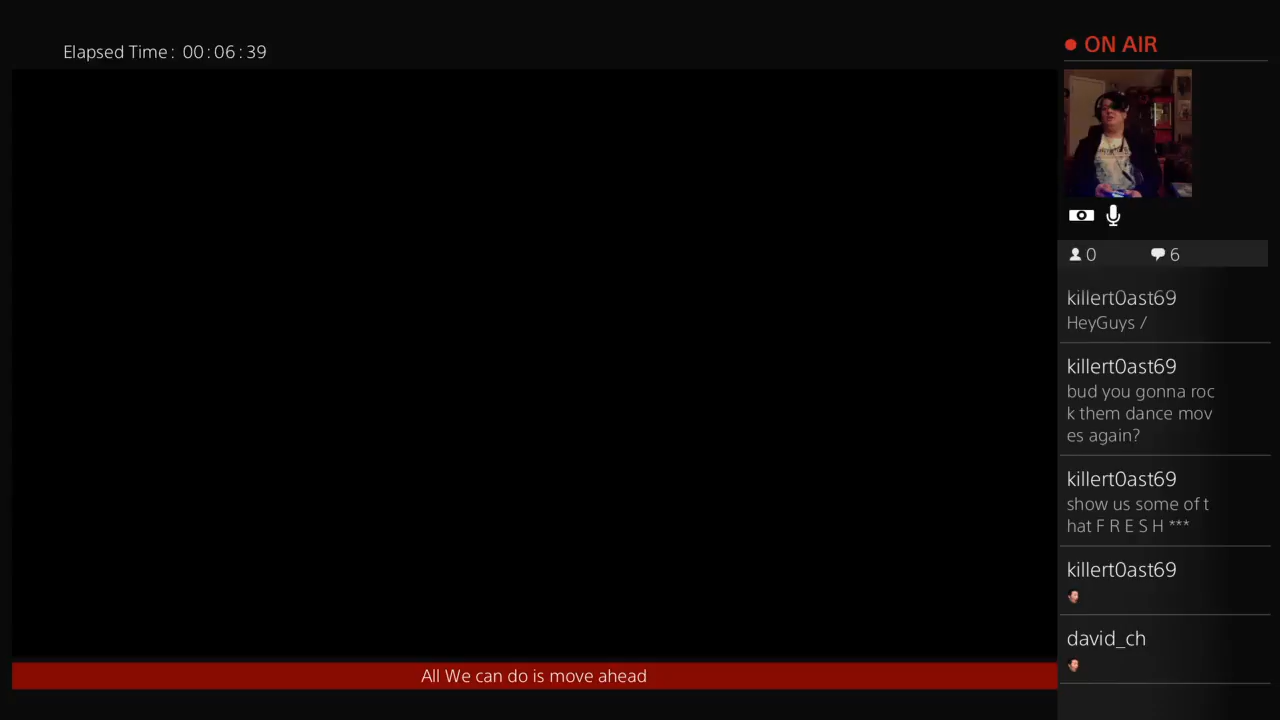 Elapsed Time: 00:06:39
ON AIR
0 6
killert0ast69
HeyGuys /
killert0ast69
bud you gonna roc
k them dance mov
es again?
killert0ast69
show us some of t
hat F R E S H ***
killert0ast69
david_ch
All We can do is move ahead